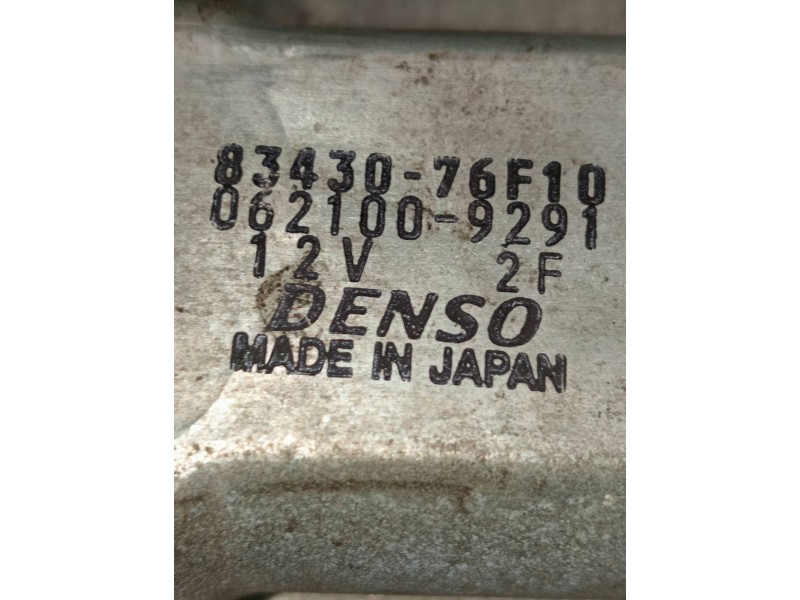 83430-76F10
062100-9291
12V 2F
DENSO
MADE IN JAPAN